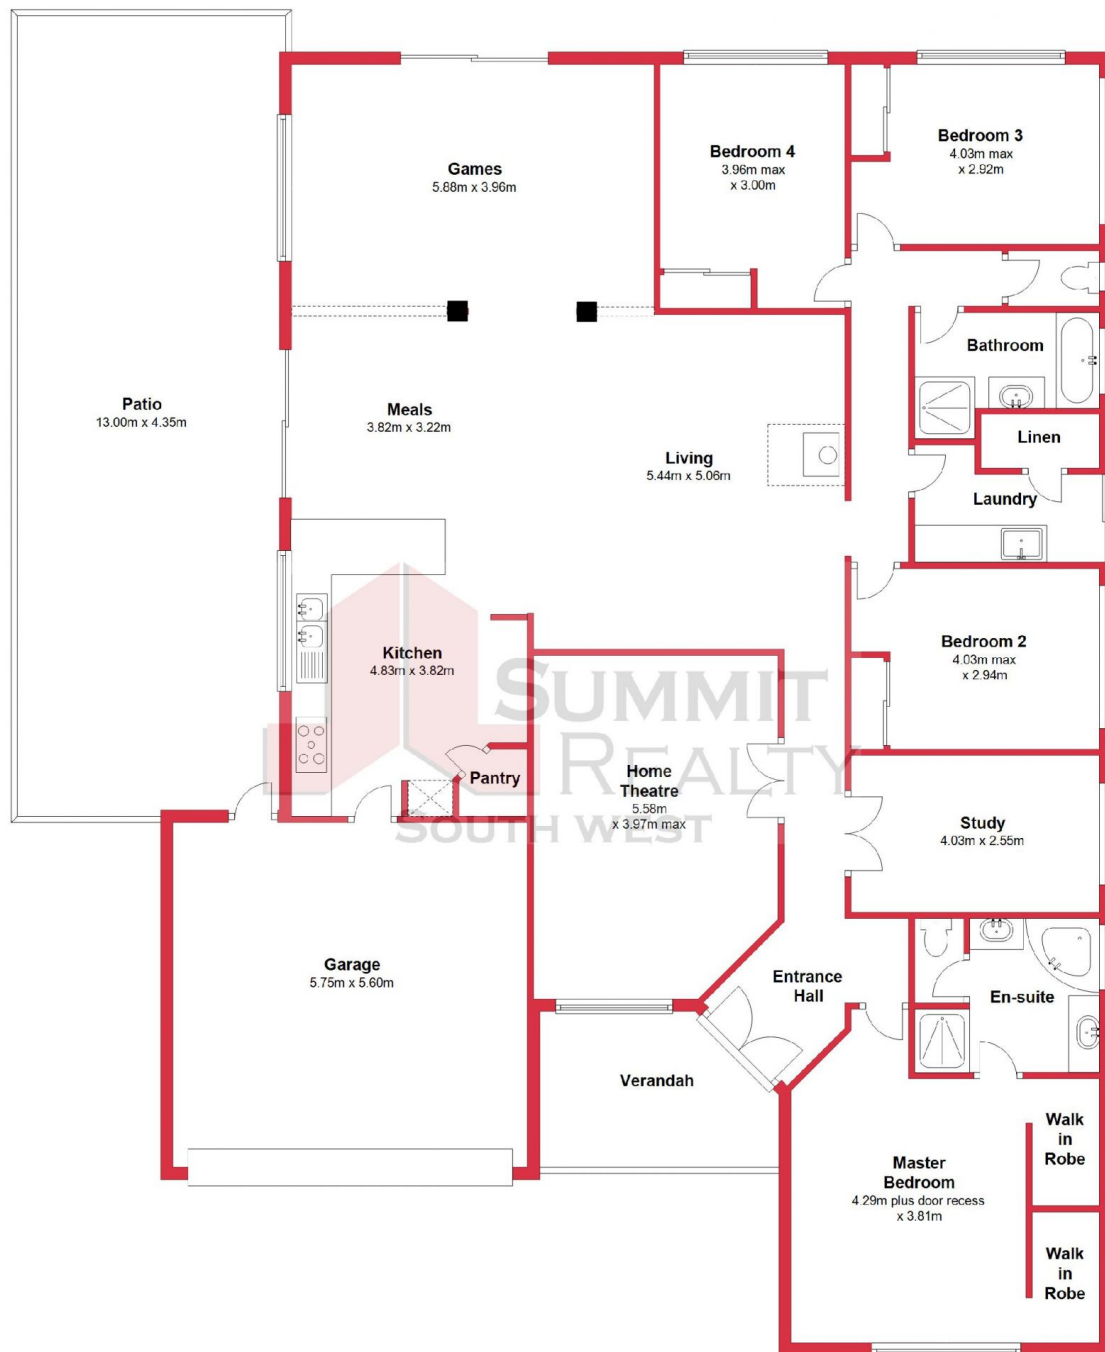 Games
5.88m x 3.96m
Bedroom 4
3.96m max
x 3.00m
Bedroom 3
4.03m max
x 2.92m
Patio
13.00m x 4.35m
Meals
3.82m x 3.22m
Living
5.44m x 5.06m
Bathroom
Linen
Laundry
Kitchen
4.83m x 3.82m
Bedroom 2
4.03m max
x 2.94m
SUMMIT
REALTY
SOUTH WEST
Pantry
Home
Theatre
5.58m
x 3.97m max
Study
4.03m x 2.55m
Garage
5.75m x 5.60m
Entrance
Hall
En-suite
Verandah
Master
Bedroom
4.29m plus door recess
x 3.81m
Walk
in
Robe
Walk
in
Robe